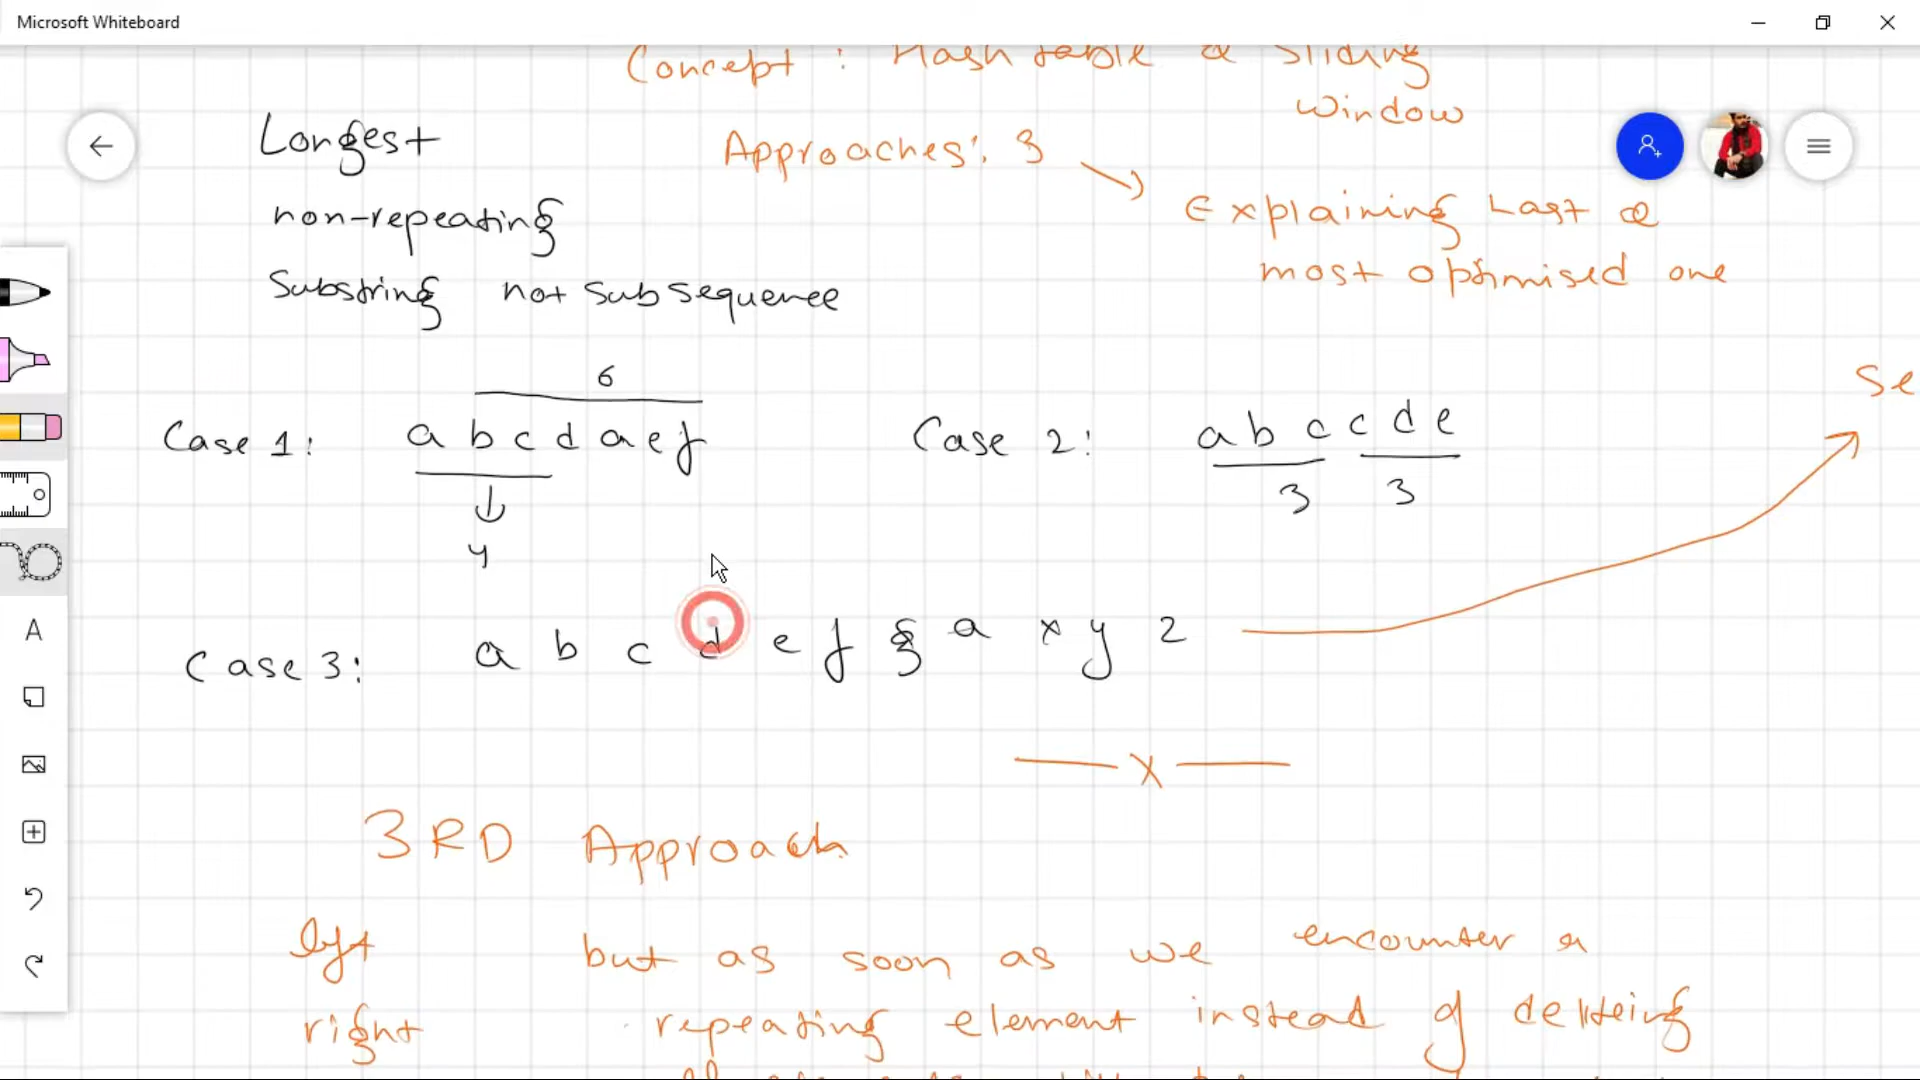 Microsoft Whiteboard
Concept : Hash table & Sliding
window
Longest
Approaches: 3
non-repeating
Explaining Last &
Substring not subsequence
most optimised one
6
Se
Case 1: a b c d a e f
Case 2: a b c c d e
4
3 3
Case 3: a b c d e f g a x y z
x
3RD Approach
left
but as soon as we encounter a
right
repeating element instead of
A